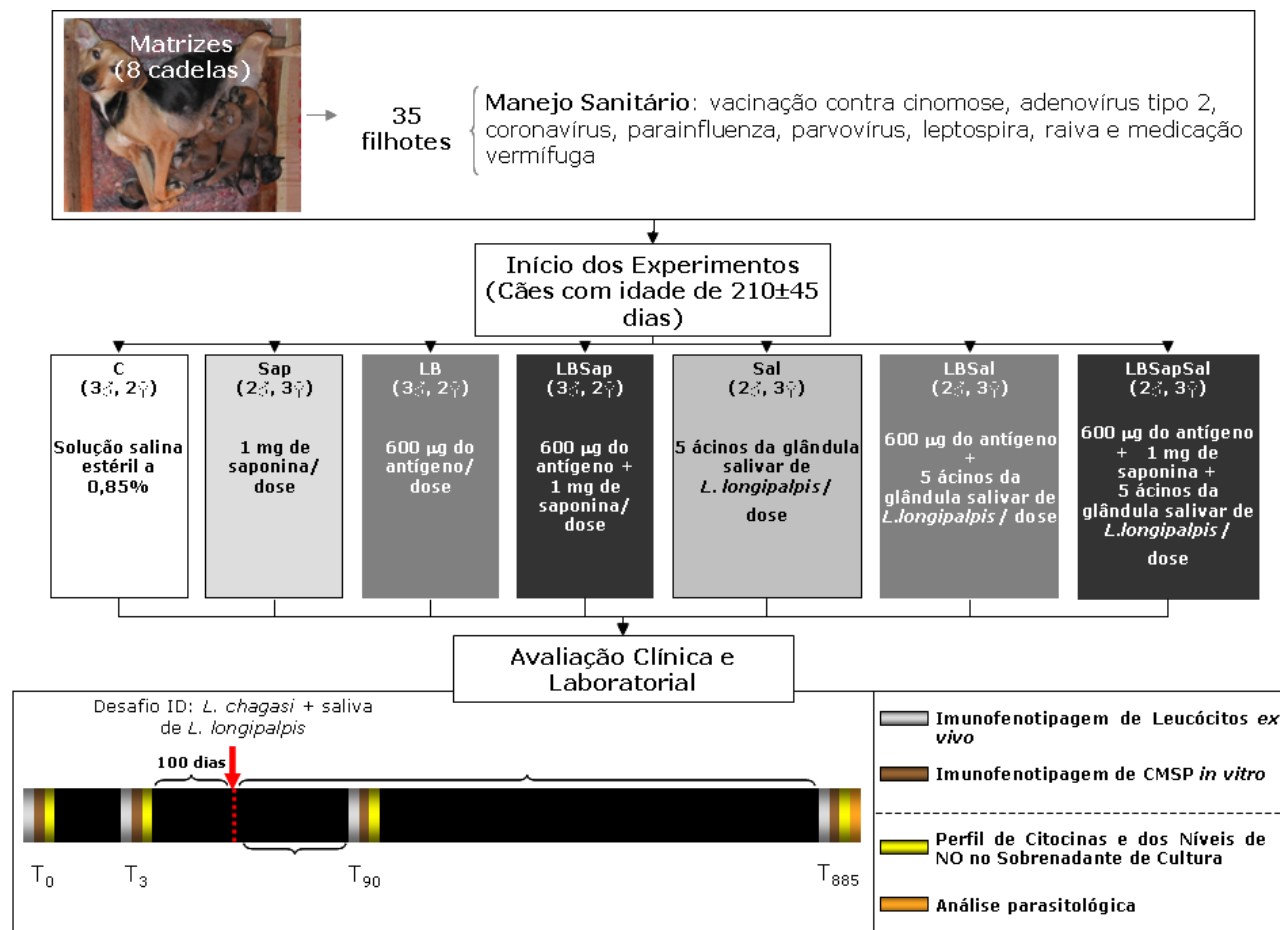 Matrizes
(8 cadelas)
35
filhotes
Manejo Sanitário: vacinação contra cinomose, adenovírus tipo 2,
coronavírus, parainfluenza, parvovírus, leptospira, raiva e medicação
vermífuga
Início dos Experimentos
(Cães com idade de 210±45
dias)
C
(3♂, 2♀)
Solução salina
estéril a
0,85%
Sap
(2♂, 3♀)
1 mg de
saponina/
dose
LB
(3♂, 2♀)
600 µg do
antígeno/
dose
LBSap
(3♂, 2♀)
600 µg do
antígeno +
1 mg de
saponina/
dose
Sal
(2♂, 3♀)
5 ácinos da glândula
salivar de
L. longipalpis/
dose
LBSal
(2♂, 3♀)
600 µg do antígeno
+
5 ácinos da
glândula salivar de
L.longipalpis/ dose
LBSapSal
(2♂, 3♀)
600 µg do antígeno
+ 1 mg de
saponina +
5 ácinos da
glândula salivar de
L.longipalpis/
dose
Avaliação Clínica e
Laboratorial
Desafio ID: L. chagasi + saliva
de L. longipalpis
100 dias
T0
T3
T90
T885
Imunofenotipagem de Leucócitos ex
vivo
Imunofenotipagem de CMSP in vitro
Perfil de Citocinas e dos Níveis de
NO no Sobrenadante de Cultura
Análise parasitológica